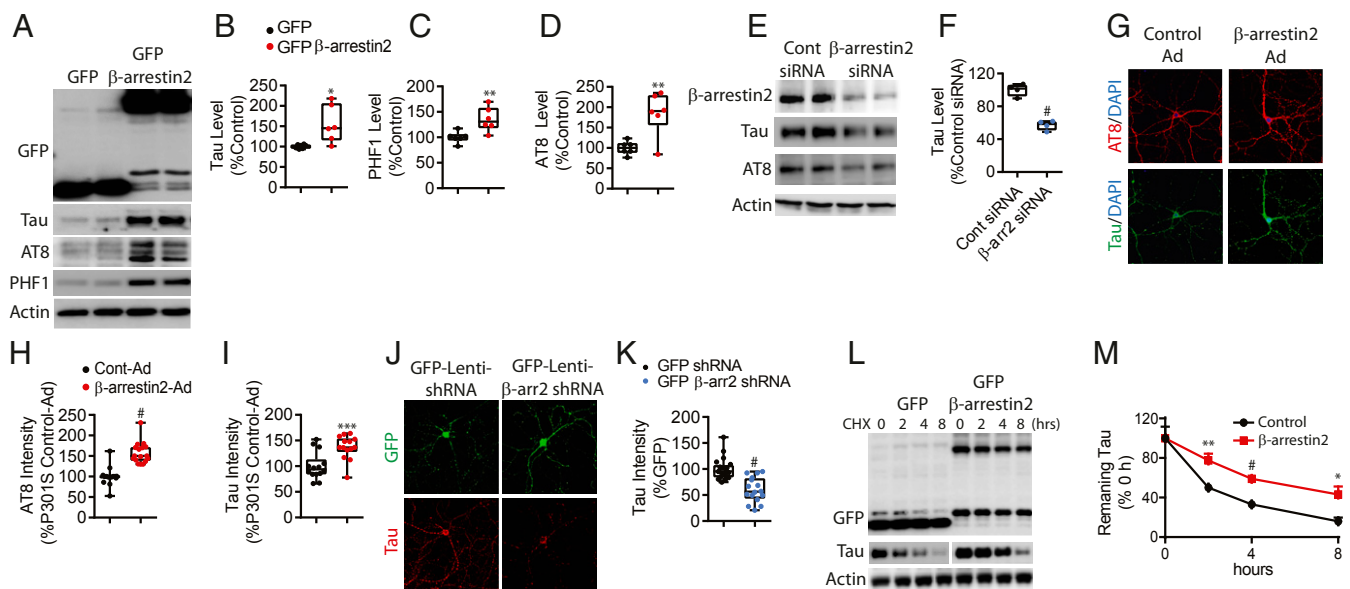 A
GFP
GFP β-arrestin2
GFP
Tau
AT8
PHF1
Actin
B
GFP
GFP β-arrestin2
Tau Level
(%Control)
250
200
150
100
50
0
*
C
PHF1 Level
(%Control)
250
200
150
100
50
0
**
D
AT8 Level
(%Control)
250
200
150
100
50
0
**
E
Cont β-arrestin2
siRNA siRNA
β-arrestin2
Tau
AT8
Actin
F
Tau Level
(%Control siRNA)
100
60
20
#
Cont siRNA
β-arr2 siRNA
G
Control
Ad
β-arrestin2
Ad
AT8/DAPI
Tau/DAPI
H
Cont-Ad
β-arrestin2-Ad
AT8 Intensity
(%P301S Control-Ad)
250
200
150
100
50
0
#
I
Tau Intensity
(%P301S Control-Ad)
200
150
100
50
0
***
J
GFP-Lenti-
shRNA
GFP-Lenti-
β-arr2 shRNA
GFP
Tau
K
GFP shRNA
GFP β-arr2 shRNA
Tau Intensity
(%GFP)
200
150
100
50
0
#
L
GFP
GFP
β-arrestin2
CHX 0 2 4 8 0 2 4 8 (hrs)
GFP
Tau
Actin
M
Control
β-arrestin2
Remaning Tau
(% 0 h)
120
80
40
0
**
#
*
0 4 8
hours